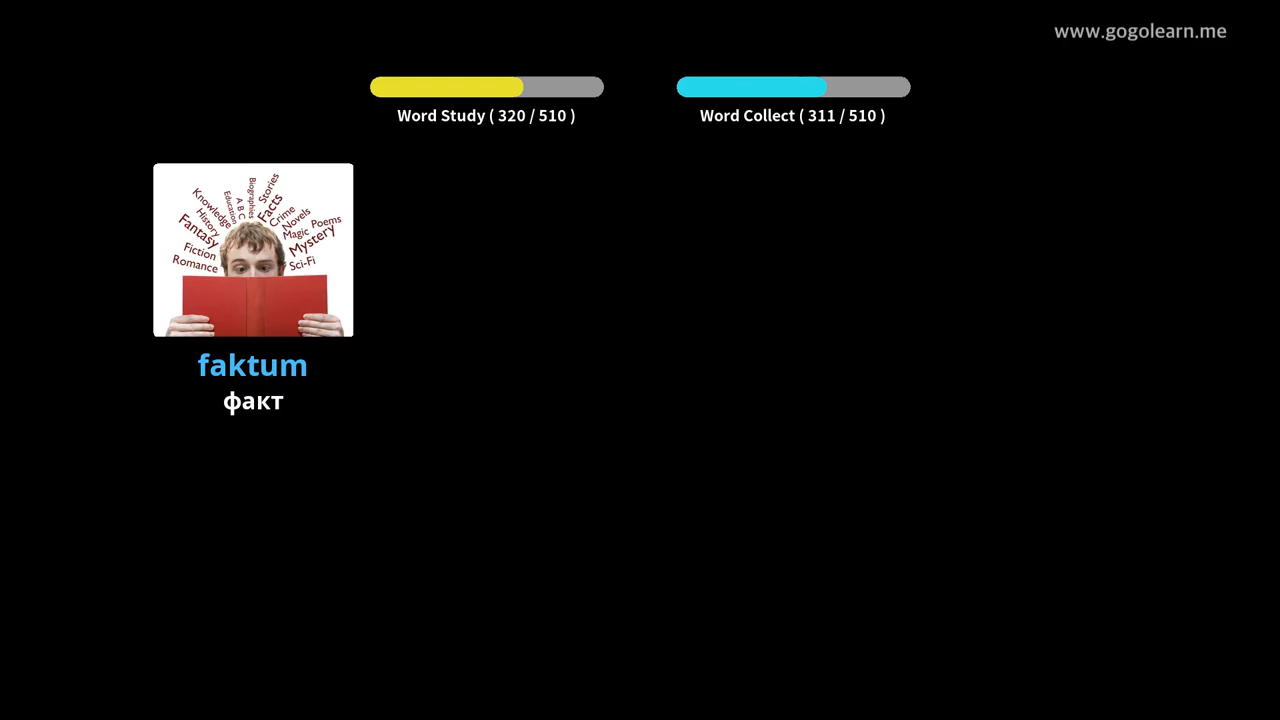 www.gogolearn.me
Word Study ( 320 / 510 )
Word Collect ( 311 / 510 )
Knowledge
History
Fantasy
Fiction
Romance
Education
A B C
Biographies
Stories
Facts
Crime
Novels
Magic
Poems
Mystery
Sci-Fi
faktum
факт